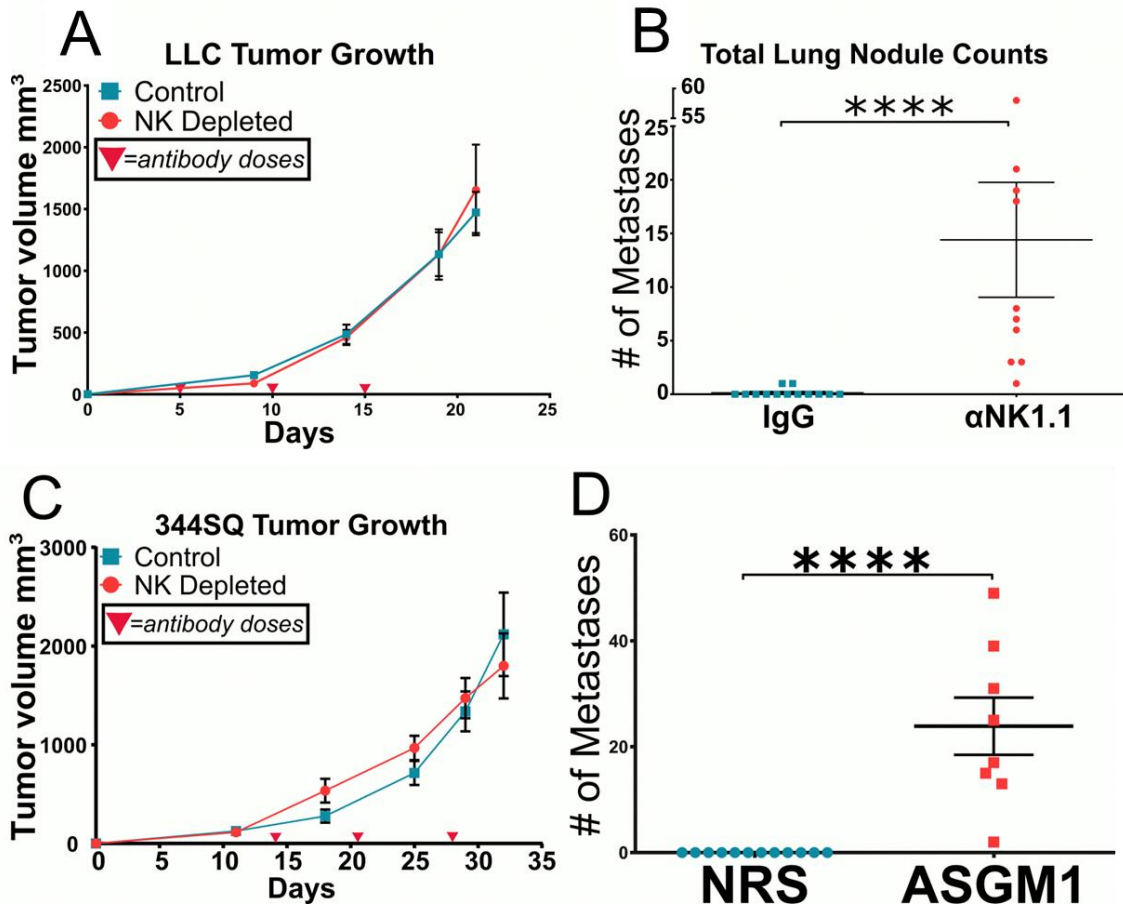 A
LLC Tumor Growth
Control
NK Depleted
=antibody doses
Tumor volume mm³
2500
2000
1500
1000
500
0
0 5 10 15 20 25
Days
B
Total Lung Nodule Counts
# of Metastases
60
55
25
20
15
10
5
0
****
IgG αNK1.1
C
344SQ Tumor Growth
Control
NK Depleted
=antibody doses
Tumor volume mm³
3000
2000
1000
0
0 5 10 15 20 25 30 35
Days
D
# of Metastases
60
40
20
0
****
NRS ASGM1